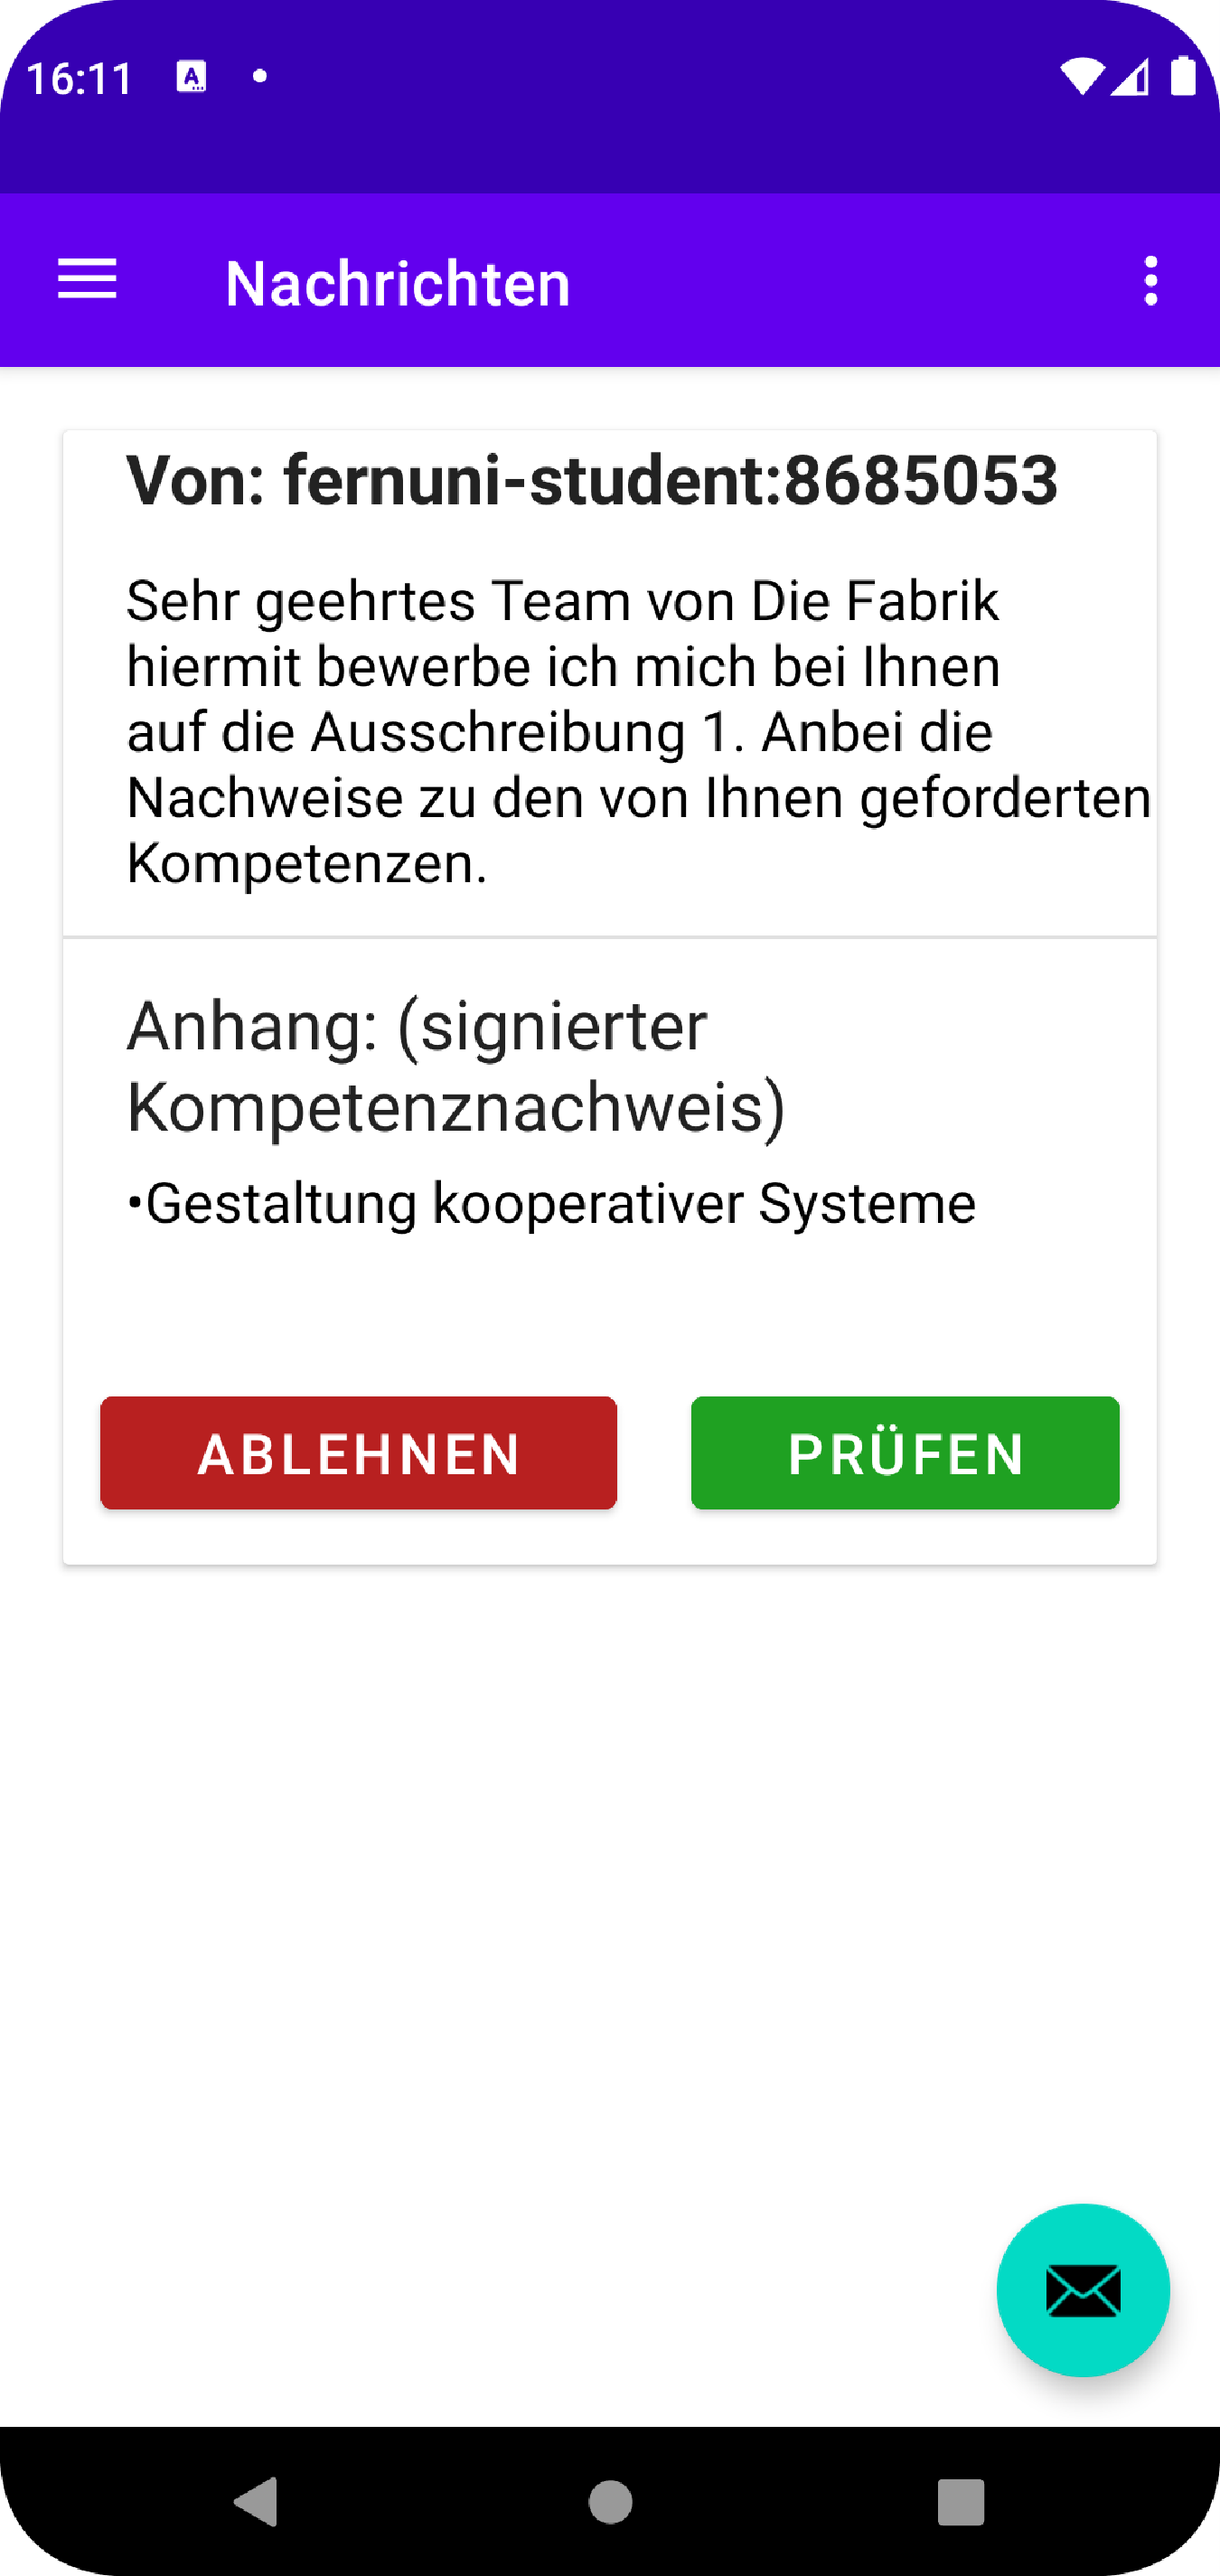 16:11
A
Nachrichten
Von: fernuni-student:8685053
Sehr geehrtes Team von Die Fabrik
hiermit bewerbe ich mich bei Ihnen
auf die Ausschreibung 1. Anbei die
Nachweise zu den von Ihnen geforderten
Kompetenzen.
Anhang: (signierter
Kompetenznachweis)
•Gestaltung kooperativer Systeme
ABLEHNEN PRÜFEN